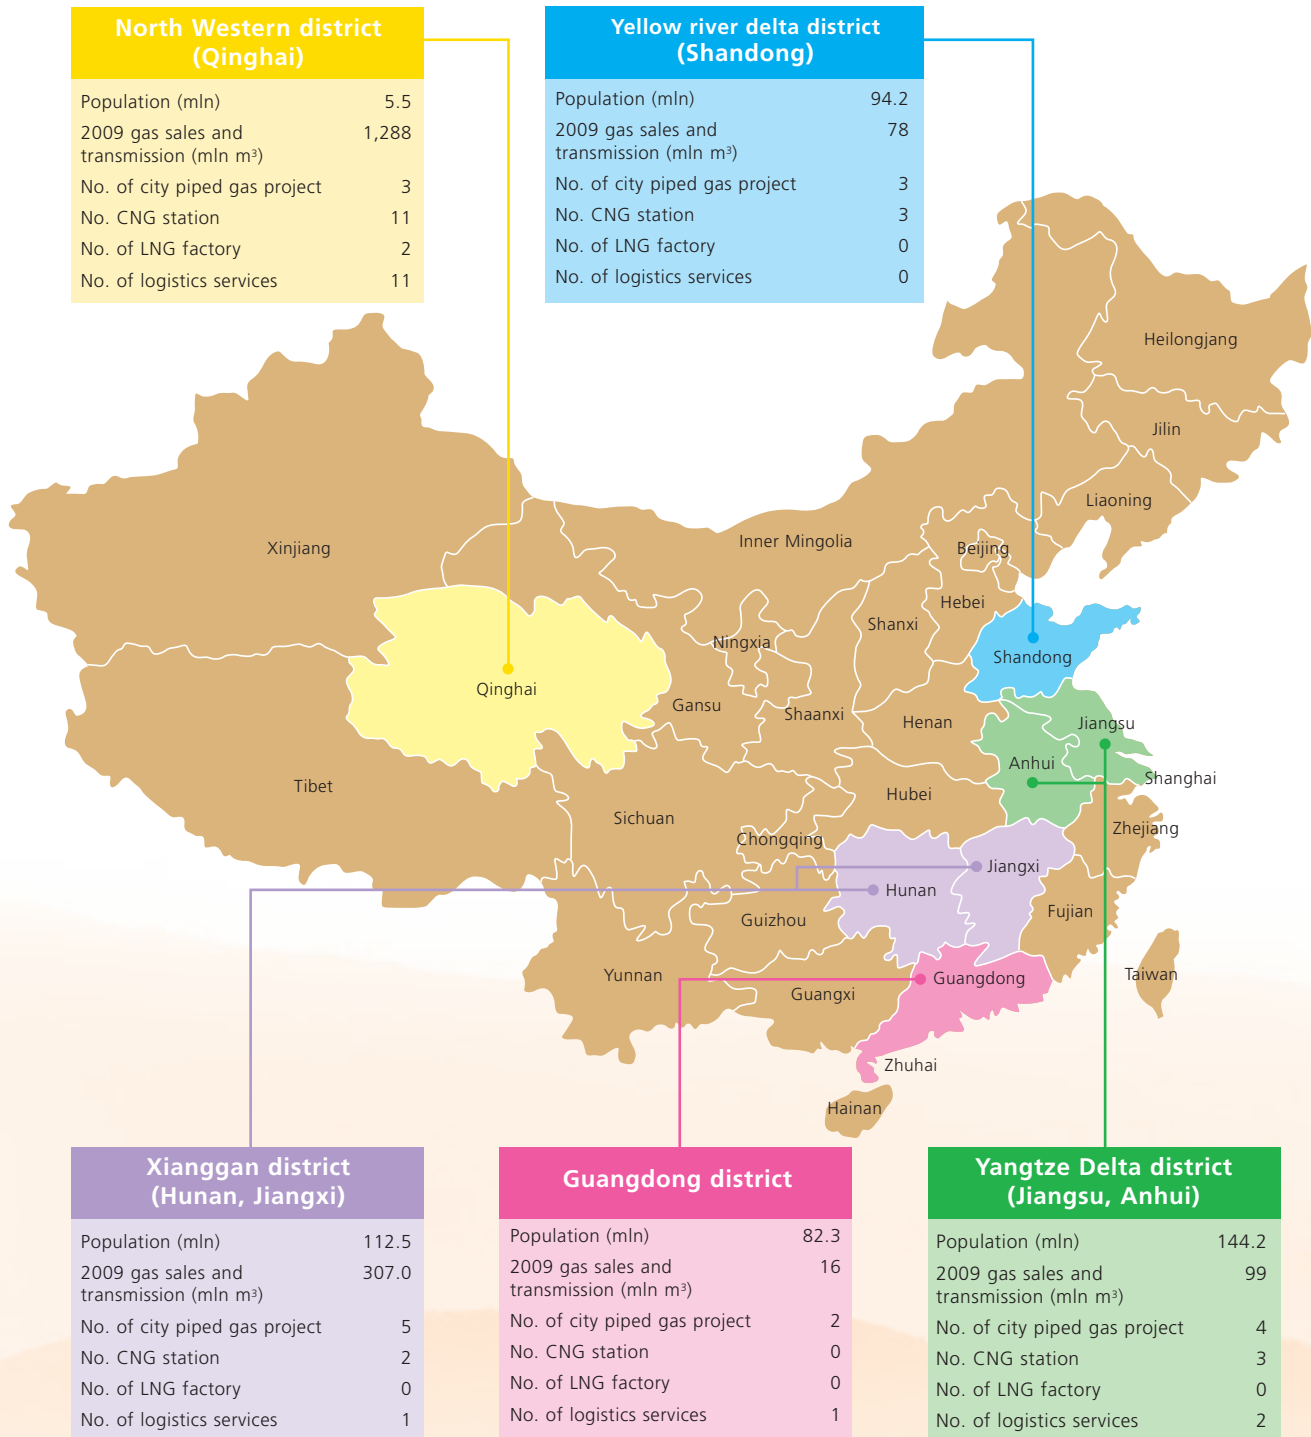 North Western district
(Qinghai)
Population (mln) 5.5
2009 gas sales and 1,288
transmission (mln m³)
No. of city piped gas project 3
No. CNG station 11
No. of LNG factory 2
No. of logistics services 11
Yellow river delta district
(Shandong)
Population (mln) 94.2
2009 gas sales and 78
transmission (mln m³)
No. of city piped gas project 3
No. CNG station 3
No. of LNG factory 0
No. of logistics services 0
Heilongjang
Jilin
Liaoning
Inner Mingolia
Beijing
Xinjiang
Hebei
Shanxi
Ningxia
Shandong
Qinghai
Gansu
Shaanxi
Henan
Jiangsu
Anhui
Shanghai
Tibet
Hubei
Sichuan
Zhejiang
Chongqing
Jiangxi
Hunan
Fujian
Guizhou
Taiwan
Yunnan
Guangdong
Guangxi
Zhuhai
Hainan
Xianggan district
(Hunan, Jiangxi)
Population (mln) 112.5
2009 gas sales and 307.0
transmission (mln m³)
No. of city piped gas project 5
No. CNG station 2
No. of LNG factory 0
No. of logistics services 1
Guangdong district
Population (mln) 82.3
2009 gas sales and 16
transmission (mln m³)
No. of city piped gas project 2
No. CNG station 0
No. of LNG factory 0
No. of logistics services 1
Yangtze Delta district
(Jiangsu, Anhui)
Population (mln) 144.2
2009 gas sales and 99
transmission (mln m³)
No. of city piped gas project 4
No. CNG station 3
No. of LNG factory 0
No. of logistics services 2